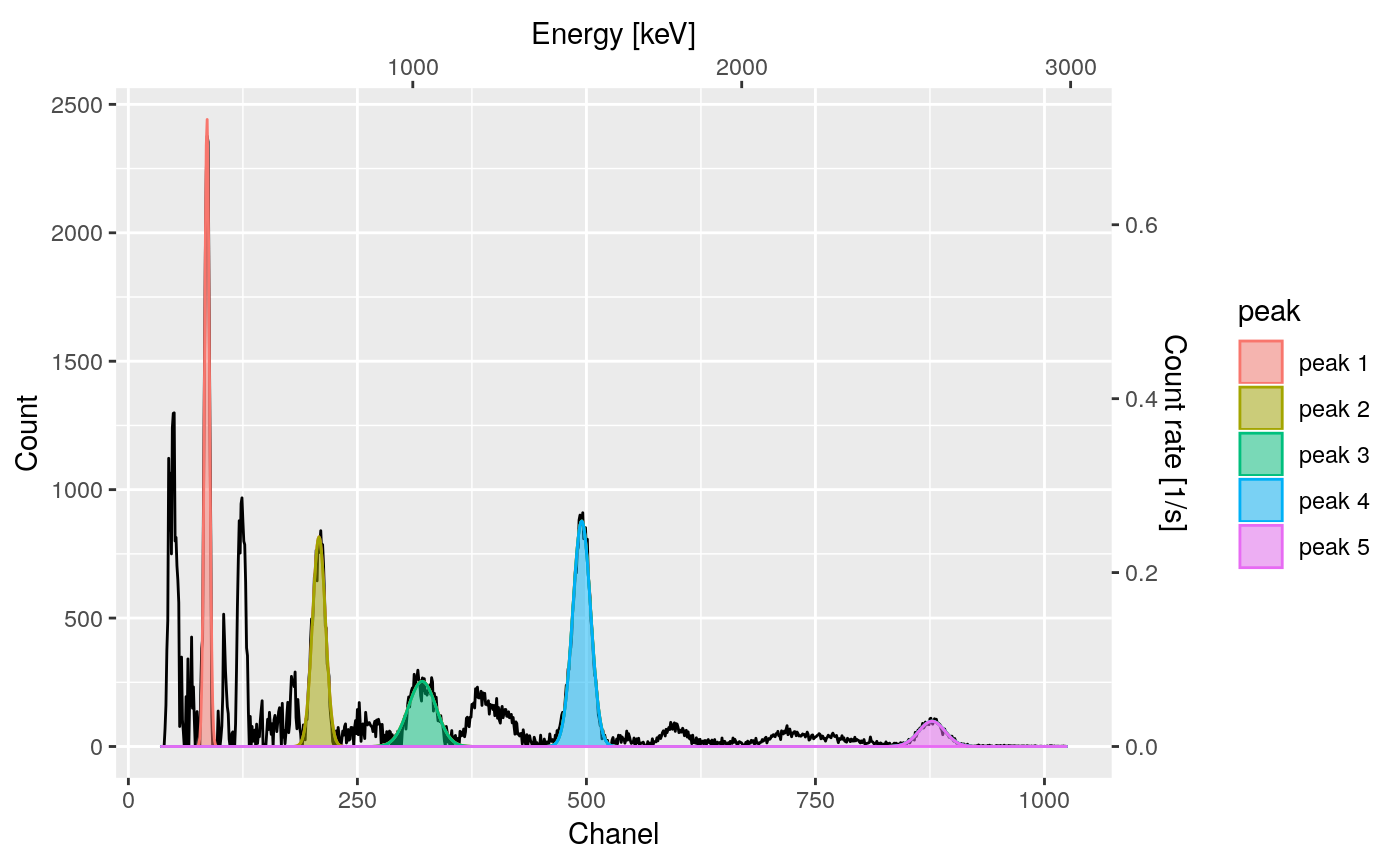 Energy [keV]
1000 2000 3000
2500
2000
1500
1000
500
0
Count
0.6
0.4
0.2
0.0
Count rate [1/s]
0 250 500 750 1000
Chanel
peak
peak 1
peak 2
peak 3
peak 4
peak 5